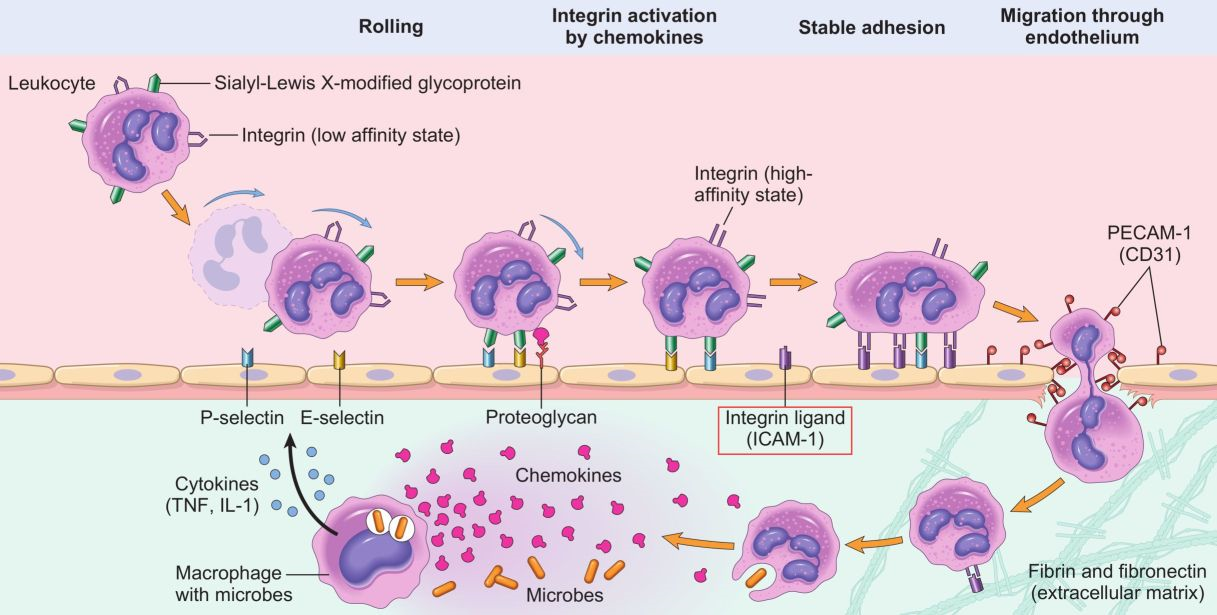 Rolling
Integrin activation
by chemokines
Stable adhesion
Migration through
endothelium
Leukocyte
Sialyl-Lewis X-modified glycoprotein
Integrin (low affinity state)
Integrin (high-
affinity state)
PECAM-1
(CD31)
P-selectin
E-selectin
Proteoglycan
Integrin ligand
(ICAM-1)
Cytokines
(TNF, IL-1)
Chemokines
Macrophage
with microbes
Microbes
Fibrin and fibronectin
(extracellular matrix)